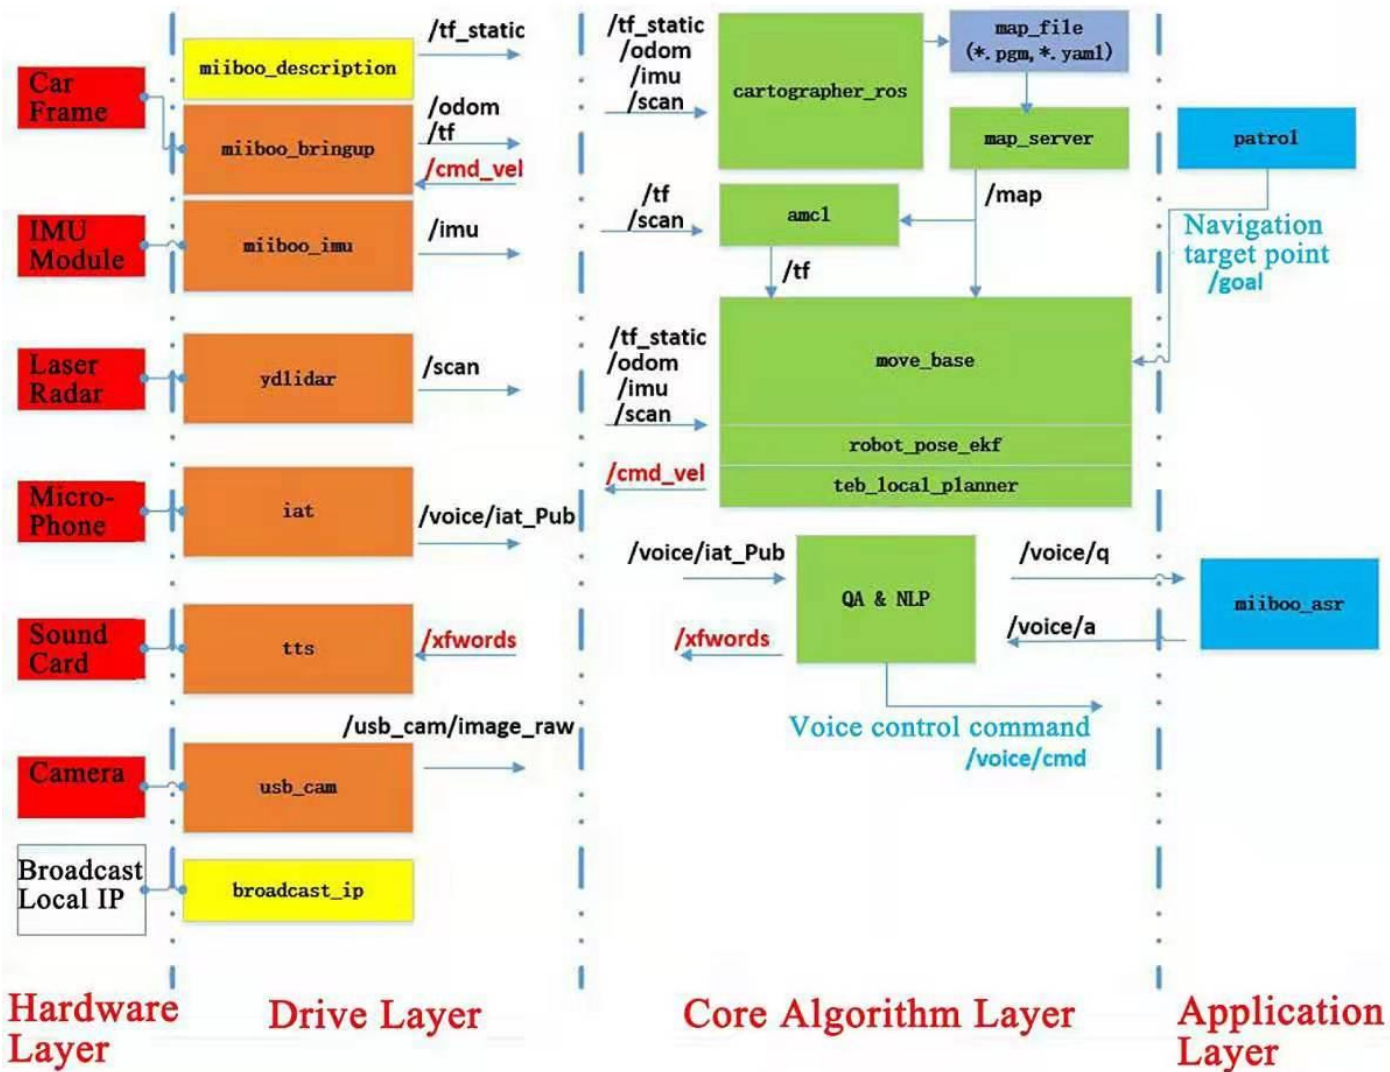 Car
Frame
IMU
Module
Laser
Radar
Micro-
Phone
Sound
Card
Camera
Broadcast
Local IP
Hardware
Layer
miiboo_description
/tf_static
miiboo_bringup
/odom
/tf
/cmd_vel
miiboo_imu
/imu
ydlidar
/scan
iat
/voice/iat_Pub
tts
/xfwords
/usb_cam/image_raw
usb_cam
broadcast_ip
Drive Layer
/tf_static
/odom
/imu
/scan
cartographer_ros
map_file
(*.pgm,*.yaml)
map_server
/map
/tf
/scan
amcl
/tf
/tf_static
/odom
/imu
/scan
move_base
robot_pose_ekf
/cmd_vel
teb_local_planner
/voice/iat_Pub
QA & NLP
/xfwords
/voice/q
/voice/a
Voice control command
/voice/cmd
Core Algorithm Layer
patrol
Navigation
target point
/goal
miiboo_asr
Application
Layer